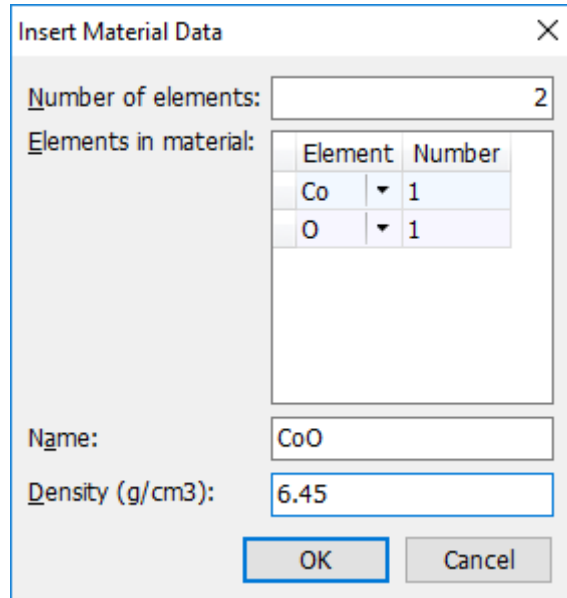 Insert Material Data
Number of elements: 2
Elements in material:
Element Number
Co 1
O 1
Name: CoO
Density (g/cm3): 6.45
OK Cancel